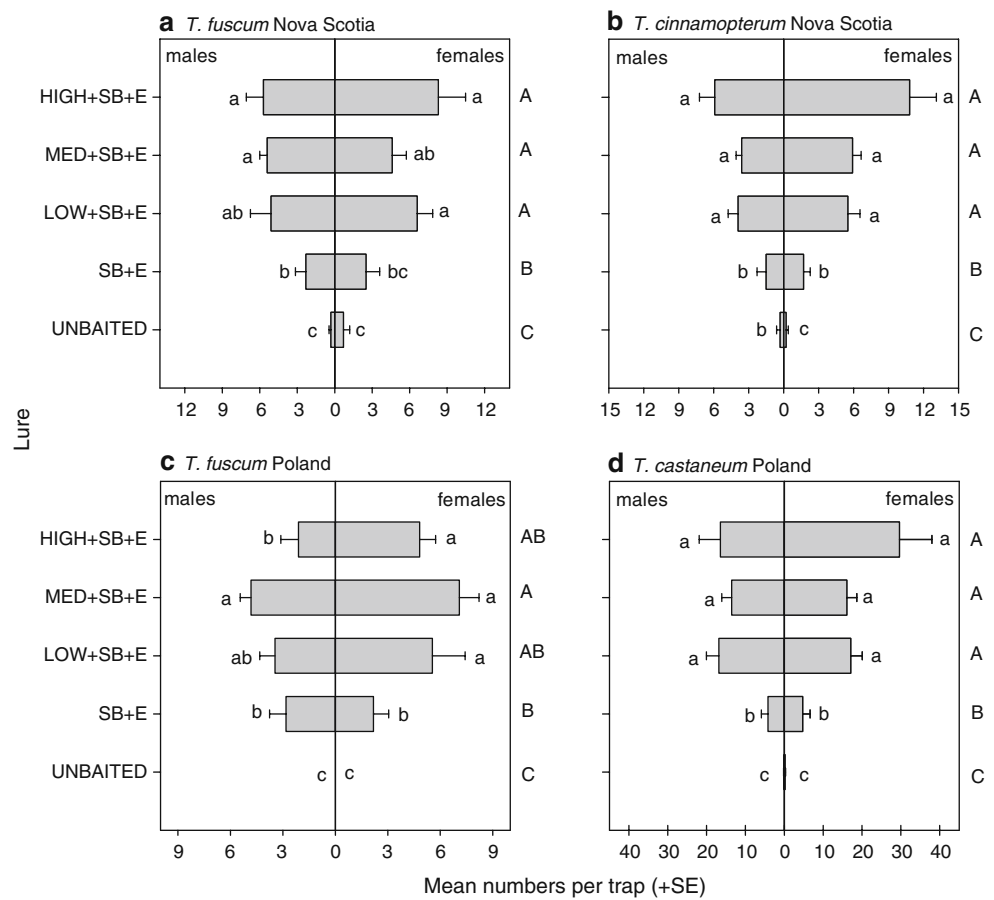 a T. fuscum Nova Scotia
males females
HIGH+SB+E a a A
MED+SB+E a ab A
LOW+SB+E ab a A
SB+E b bc B
UNBAITED c c C
12 9 6 3 0 3 6 9 12
b T. cinnamopterum Nova Scotia
males females
a a A
a a A
a a A
b b B
b c C
15 12 9 6 3 0 3 6 9 12 15
Lure
c T. fuscum Poland
males females
HIGH+SB+E b a AB
MED+SB+E a a A
LOW+SB+E ab a AB
SB+E b b B
UNBAITED c c C
9 6 3 0 3 6 9
d T. castaneum Poland
males females
a a A
a a A
a a A
b b B
c c C
40 30 20 10 0 10 20 30 40
Mean numbers per trap (+SE)